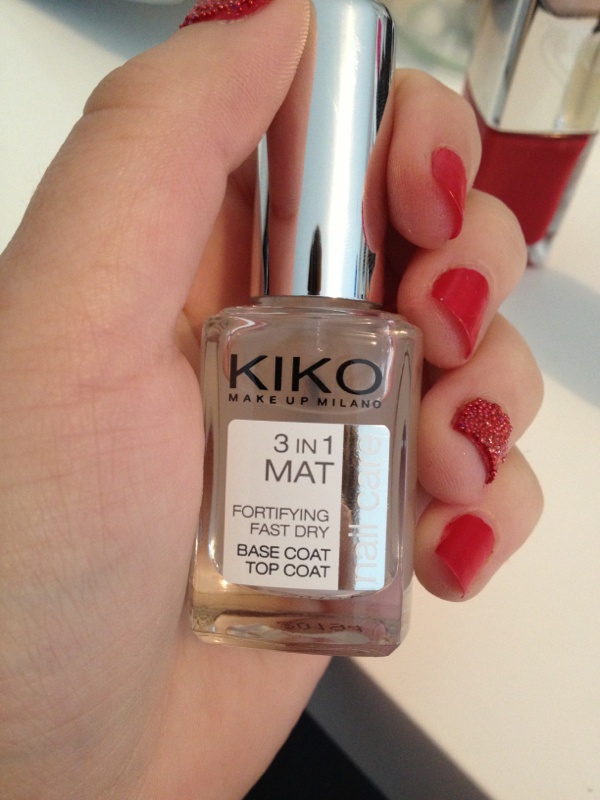 KIKO
MAKE UP MILANO
3 IN 1
MAT
FORTIFYING
FAST DRY
BASE COAT
TOP COAT
nail care